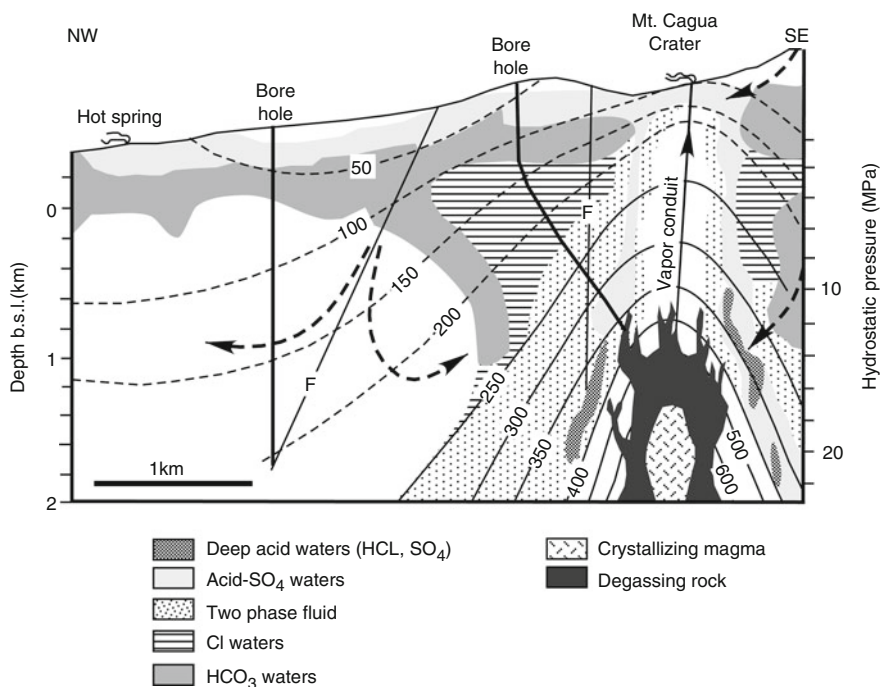 NW
Mt. Cagua
Crater
SE
Bore
hole
Bore
hole
Hot spring
50
0
100
F
150
Vapor conduit
200
10
Depth b.s.l.(km)
Hydrostatic pressure (MPa)
1
F
250
300
350
400
500
600
20
1km
2
Deep acid waters (HCL, SO₄)
Acid-SO₄ waters
Two phase fluid
Cl waters
HCO₃ waters
Crystallizing magma
Degassing rock